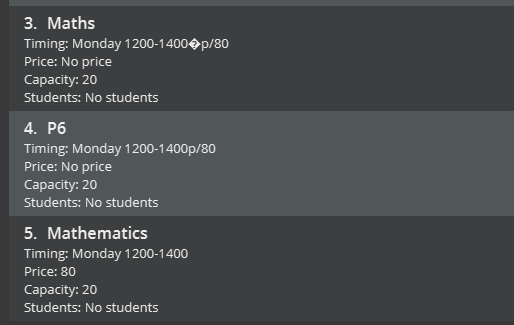 3. Maths
Timing: Monday 1200-1400�p/80
Price: No price
Capacity: 20
Students: No students
4. P6
Timing: Monday 1200-1400p/80
Price: No price
Capacity: 20
Students: No students
5. Mathematics
Timing: Monday 1200-1400
Price: 80
Capacity: 20
Students: No students